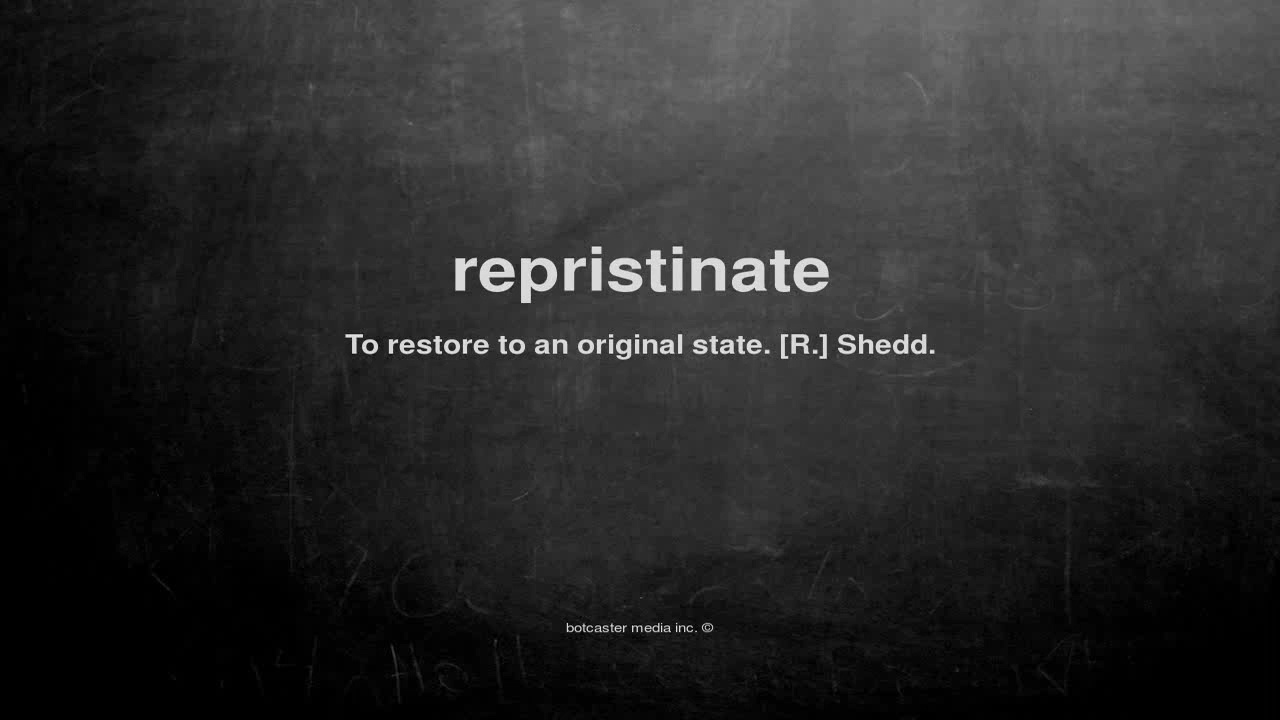 repristinate
To restore to an original state. [R.] Shedd.
botcaster media inc. ©